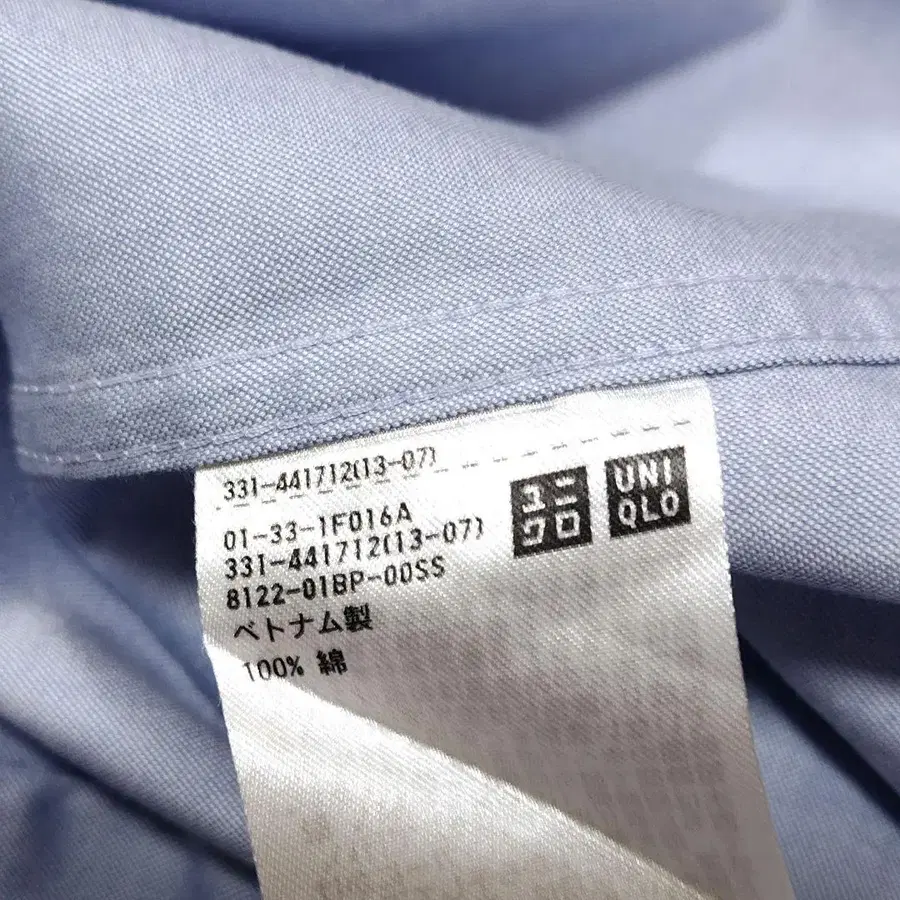 331-441712(13-07)
01-33-1F016A
331-441712(13-07)
8122-01BP-00SS
ベトナム製
100% 綿
ユニ
クロ
UNI
QLO